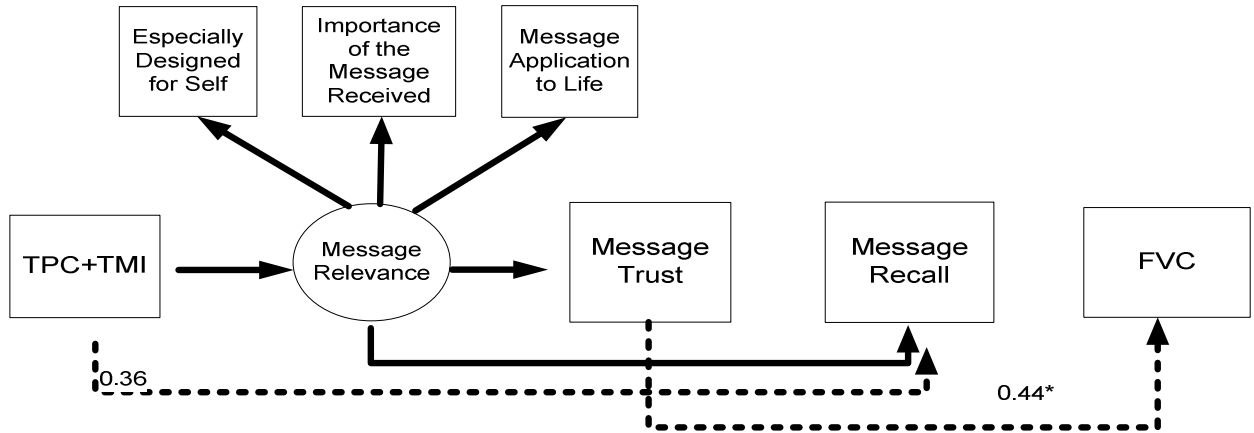 Especially
Designed
for Self
Importance
of the
Message
Received
Message
Application
to Life
TPC+TMI
Message
Relevance
Message
Trust
Message
Recall
FVC
0.36
0.44*